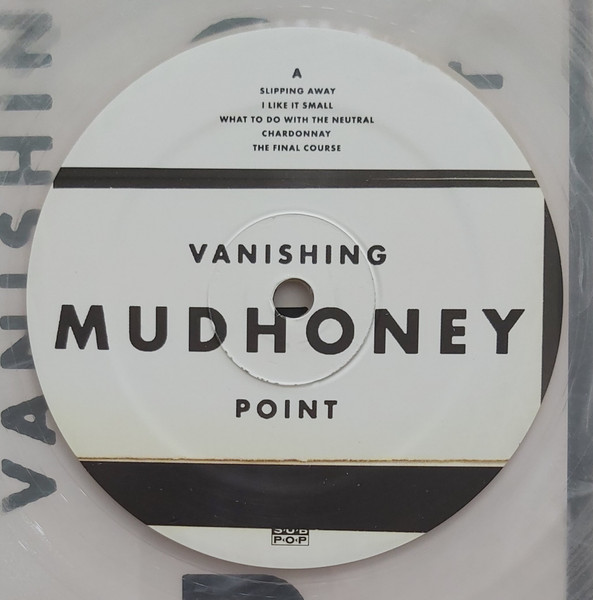 A
SLIPPING AWAY
I LIKE IT SMALL
WHAT TO DO WITH THE NEUTRAL
CHARDONNAY
THE FINAL COURSE
VANISHING
MUDHONEY
POINT
SUB
POP
VANISHIN